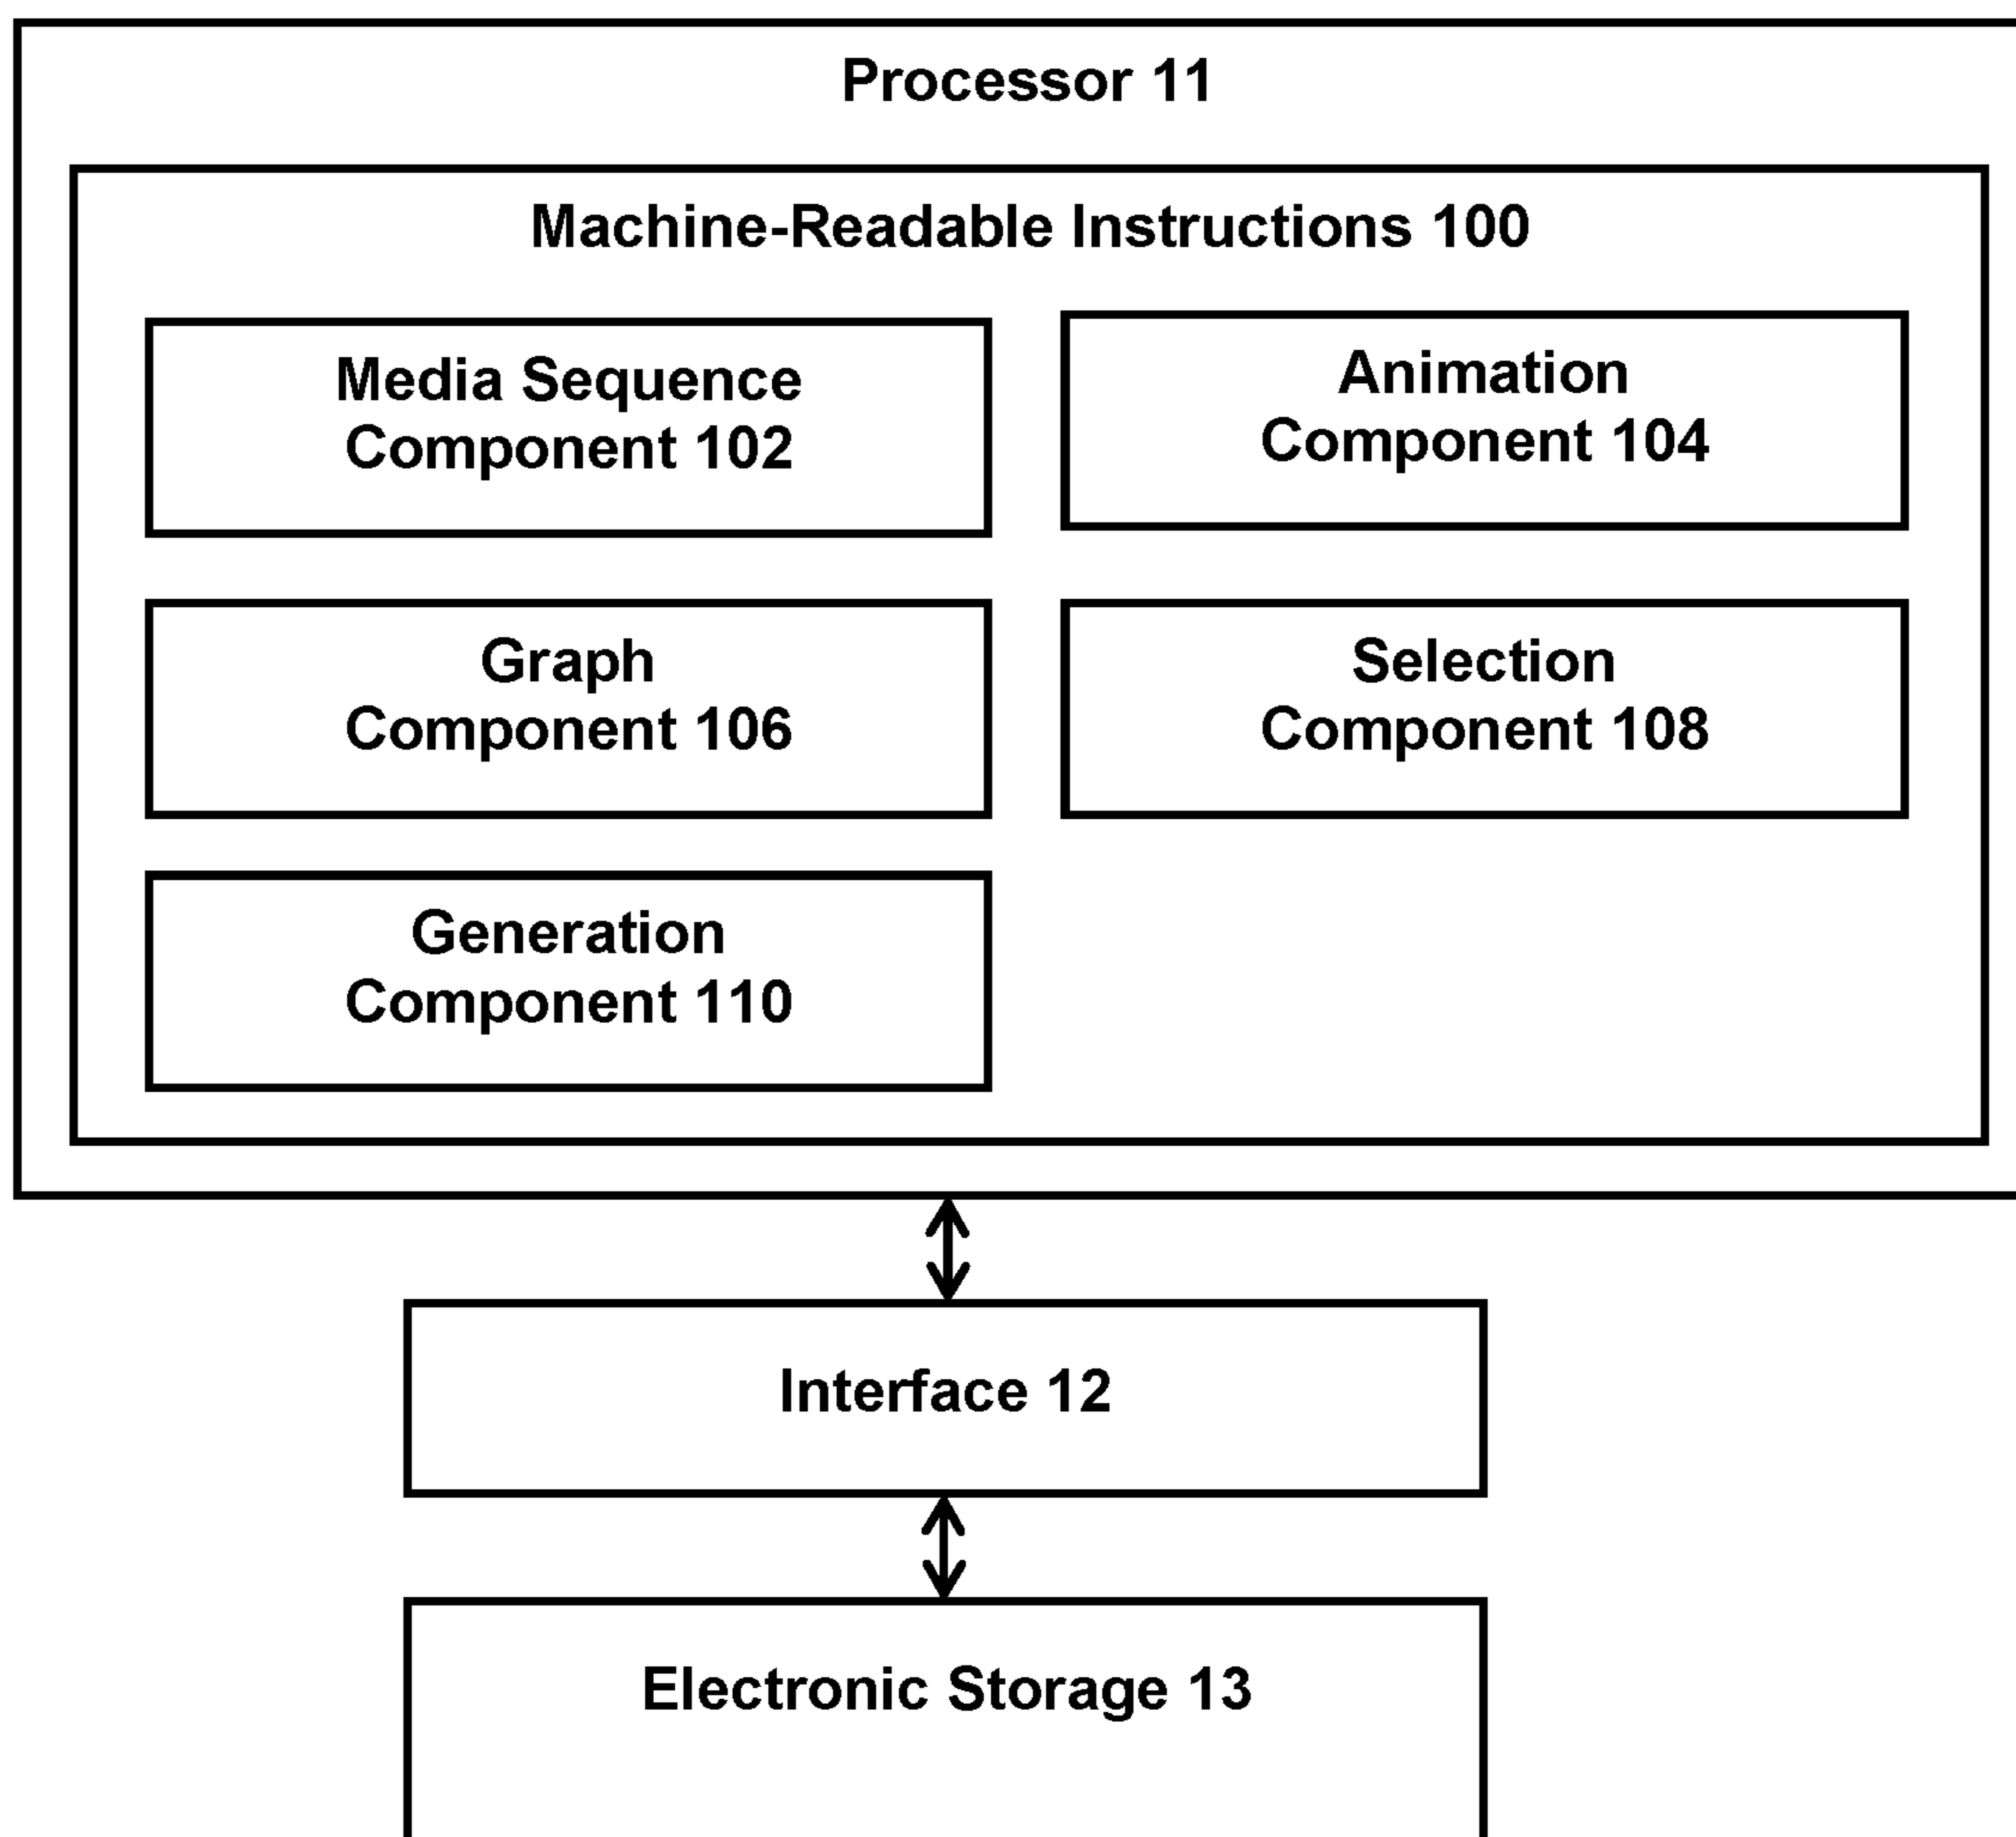 Processor 11
Machine-Readable Instructions 100
Media Sequence
Component 102
Animation
Component 104
Graph
Component 106
Selection
Component 108
Generation
Component 110
Interface 12
Electronic Storage 13